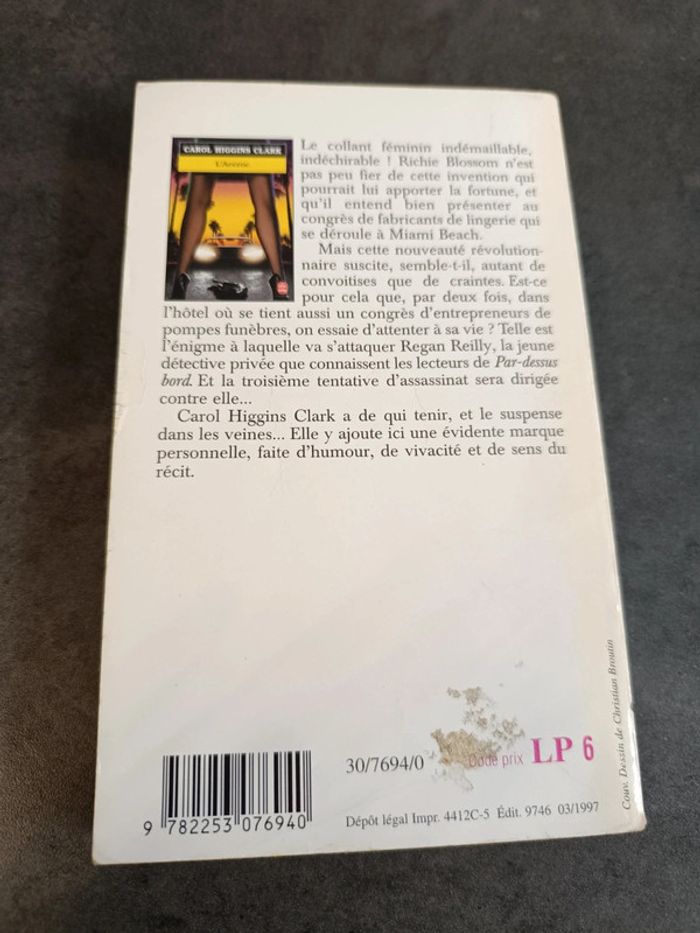 CAROL HIGGINS CLARK
L'Accroc
Le collant féminin indémaillable,
indéchirable ! Richie Blossom n'est
pas peu fier de cette invention qui
pourrait lui apporter la fortune, et
qu'il entend bien présenter au
congrès de fabricants de lingerie qui
se déroule à Miami Beach.
Mais cette nouveauté révolution-
naire suscite, semble-t-il, autant de
convoitises que de craintes. Est-ce
pour cela que, par deux fois, dans
l'hôtel où se tient aussi un congrès d'entrepreneurs de
pompes funèbres, on essaie d'attenter à sa vie ? Telle est
l'énigme à laquelle va s'attaquer Regan Reilly, la jeune
détective privée que connaissent les lecteurs de Par-dessus
bord. Et la troisième tentative d'assassinat sera dirigée
contre elle...
Carol Higgins Clark a de qui tenir, et le suspense
dans les veines... Elle y ajoute ici une évidente marque
personnelle, faite d'humour, de vivacité et de sens du
récit.
Couv. Dessin de Christian Broutin
30/7694/0
Code prix LP 6
9 782253 076940
Dépôt légal Impr. 4412C-5 Édit. 9746 03/1997